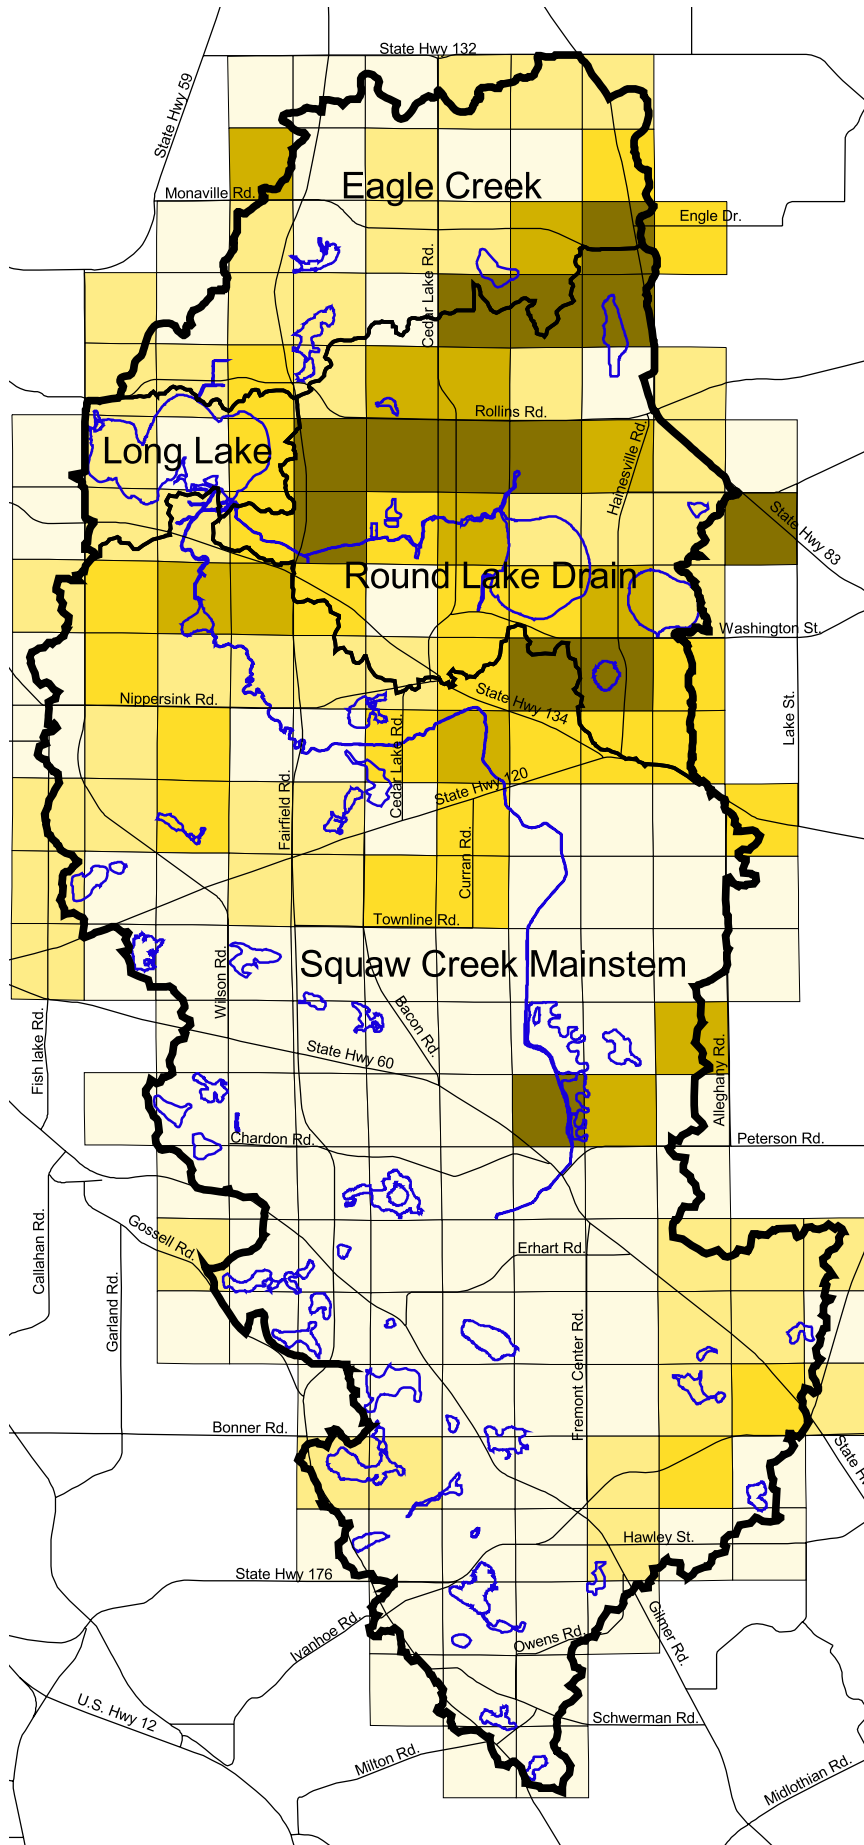 State Hwy 132
State Hwy 59
Eagle Creek
Monaville Rd.
Engle Dr.
Cedar Lake Rd.
Rollins Rd.
Long Lake
Hainesville Rd.
State Hwy 83
Round Lake Drain
Washington St.
Nippersink Rd.
State Hwy 134
Lake St.
Cedar Lake Rd.
State Hwy 120
Fairfield Rd.
Curran Rd.
Townline Rd.
Squaw Creek Mainstem
Wilson Rd.
Bacon Rd.
Fish lake Rd.
State Hwy 60
Alleghany Rd.
Chardon Rd.
Peterson Rd.
Callahan Rd.
Gossell Rd.
Erhart Rd.
Garland Rd.
Fremont Center Rd.
Bonner Rd.
State H
Hawley St.
State Hwy 176
Ivanhoe Rd.
Owens Rd.
Gilmer Rd.
U.S. Hwy 12
Schwerman Rd.
Milton Rd.
Midlothian Rd.